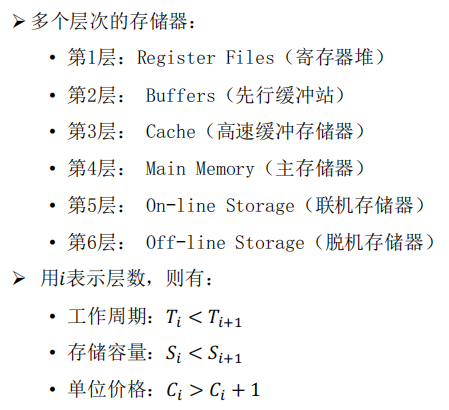 ➢ 多个层次的存储器：
• 第1层：Register Files（寄存器堆）
• 第2层： Buffers（先行缓冲站）
• 第3层： Cache（高速缓冲存储器）
• 第4层： Main Memory（主存储器）
• 第5层： On-line Storage（联机存储器）
• 第6层： Off-line Storage（脱机存储器）
➢ 用i表示层数，则有：
• 工作周期：T_i < T_{i+1}
• 存储容量：S_i < S_{i+1}
• 单位价格：C_i > C_i + 1